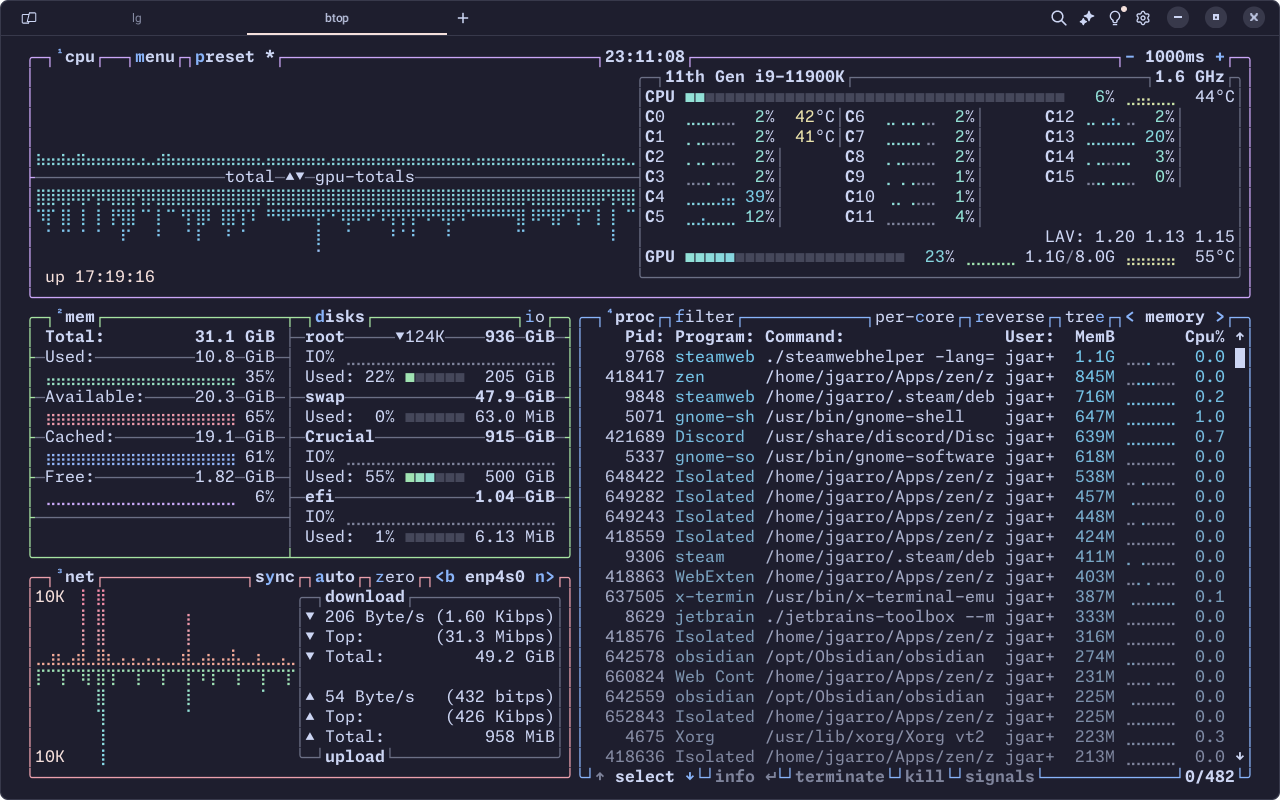 lg btop +
¹cpu menu preset * 23:11:08 - 1000ms +
11th Gen i9-11900K 1.6 GHz
CPU 6% 44°C
C0 2% 42°C C6 2% C12 2%
C1 2% 41°C C7 2% C13 20%
C2 2% C8 2% C14 3%
C3 2% C9 1% C15 0%
C4 39% C10 1%
C5 12% C11 4%
LAV: 1.20 1.13 1.15
GPU 23% 1.1G/8.0G 55°C
total ▲▼ gpu-totals
up 17:19:16
²mem
Total: 31.1 GiB
Used: 10.8 GiB
35%
Available: 20.3 GiB
65%
Cached: 19.1 GiB
61%
Free: 1.82 GiB
6%
disks io
root ▼124K 936 GiB
IO%
Used: 22% 205 GiB
swap 47.9 GiB
Used: 0% 63.0 MiB
Crucial 915 GiB
IO%
Used: 55% 500 GiB
efi 1.04 GiB
IO%
Used: 1% 6.13 MiB
³net sync auto zero <b enp4s0 n>
10K
10K
download
▼ 206 Byte/s (1.60 Kibps)
▼ Top: (31.3 Mibps)
▼ Total: 49.2 GiB
▲ 54 Byte/s (432 bitps)
▲ Top: (426 Kibps)
▲ Total: 958 MiB
upload
⁴proc filter per-core reverse tree < memory >
Pid: Program: Command: User: MemB Cpu% ↑
9768 steamweb ./steamwebhelper -lang= jgar+ 1.1G 0.0
418417 zen /home/jgarro/Apps/zen/z jgar+ 845M 0.0
9848 steamweb /home/jgarro/.steam/deb jgar+ 716M 0.2
5071 gnome-sh /usr/bin/gnome-shell jgar+ 647M 1.0
421689 Discord /usr/share/discord/Disc jgar+ 639M 0.7
5337 gnome-so /usr/bin/gnome-software jgar+ 618M 0.0
648422 Isolated /home/jgarro/Apps/zen/z jgar+ 538M 0.0
649282 Isolated /home/jgarro/Apps/zen/z jgar+ 457M 0.0
649243 Isolated /home/jgarro/Apps/zen/z jgar+ 448M 0.0
418559 Isolated /home/jgarro/Apps/zen/z jgar+ 424M 0.0
9306 steam /home/jgarro/.steam/deb jgar+ 411M 0.0
418863 WebExten /home/jgarro/Apps/zen/z jgar+ 403M 0.0
637505 x-termin /usr/bin/x-terminal-emu jgar+ 387M 0.1
8629 jetbrain ./jetbrains-toolbox --m jgar+ 333M 0.0
418576 Isolated /home/jgarro/Apps/zen/z jgar+ 316M 0.0
642578 obsidian /opt/Obsidian/obsidian jgar+ 274M 0.0
660824 Web Cont /home/jgarro/Apps/zen/z jgar+ 231M 0.0
642559 obsidian /opt/Obsidian/obsidian jgar+ 225M 0.0
652843 Isolated /home/jgarro/Apps/zen/z jgar+ 225M 0.0
4675 Xorg /usr/lib/xorg/Xorg vt2 jgar+ 223M 0.3
418636 Isolated /home/jgarro/Apps/zen/z jgar+ 213M 0.0 ↓
↑ select ↓ info ↵ terminate kill signals 0/482